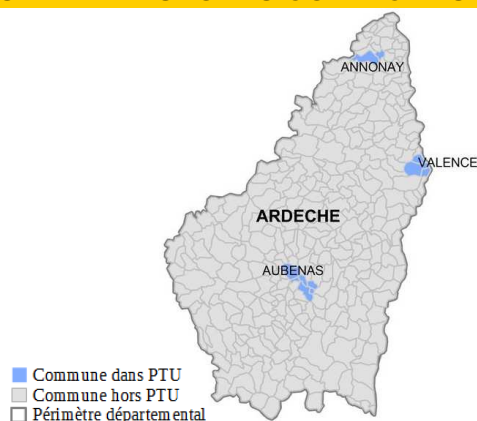 ANNONAY
VALENCE
ARDECHE
AUBENAS
Commune dans PTU
Commune hors PTU
Périmètre départemental